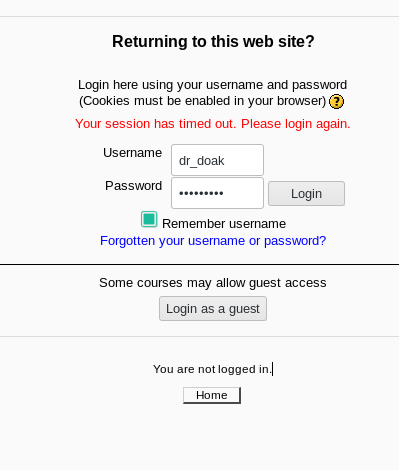 Returning to this web site?
Login here using your username and password
(Cookies must be enabled in your browser) ?
Your session has timed out. Please login again.
Username dr_doak
Password •••••••••
Login
Remember username
Forgotten your username or password?
Some courses may allow guest access
Login as a guest
You are not logged in.
Home